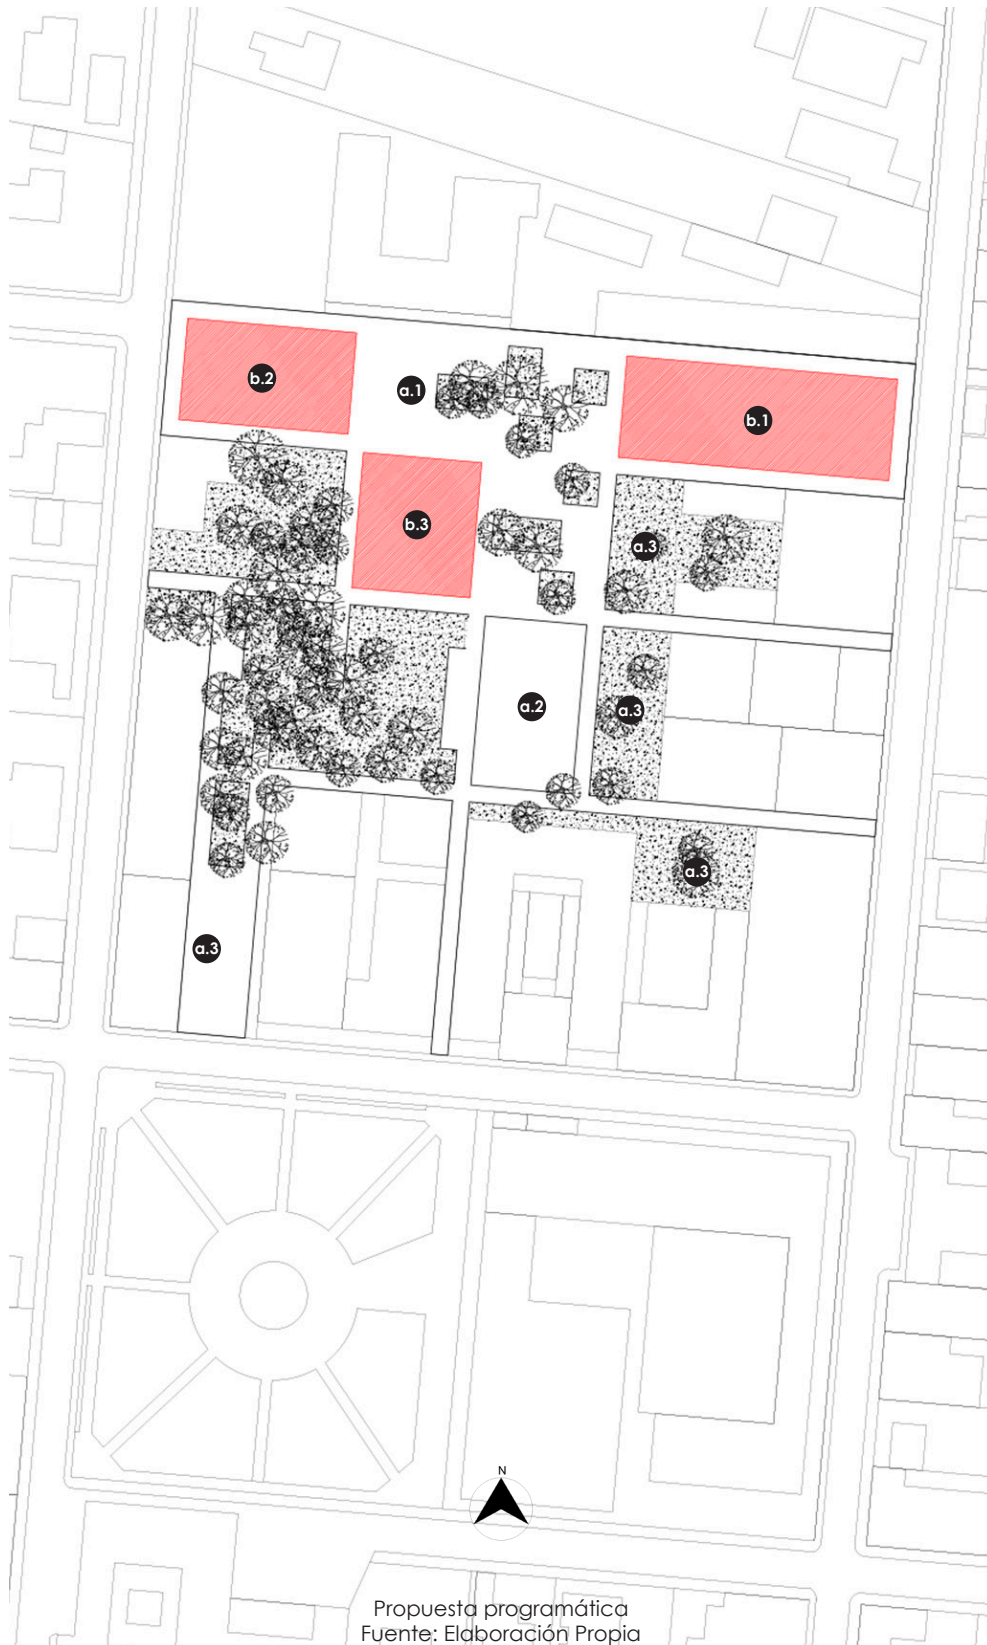 b.2
a.1
b.1
b.3
a.3
a.2
a.3
a.3
a.3
N
Propuesta programática
Fuente: Elaboración Propia